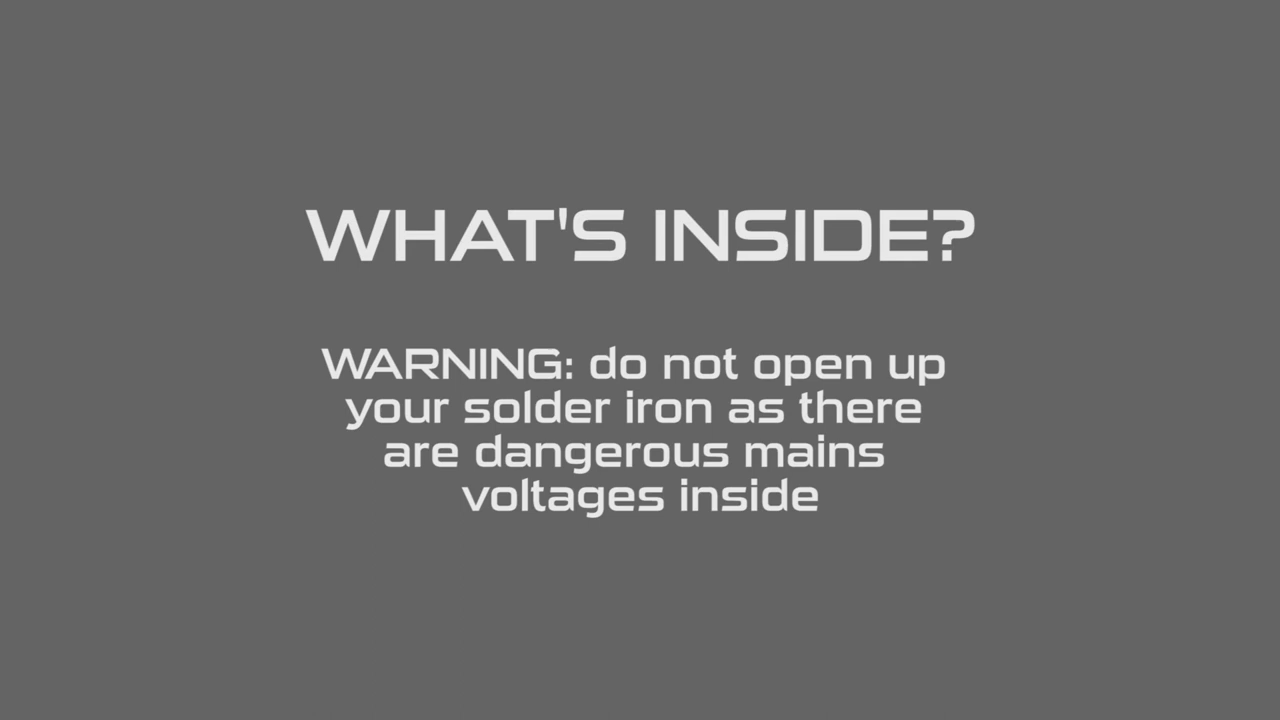 WHAT'S INSIDE?
WARNING: do not open up
your solder iron as there
are dangerous mains
voltages inside